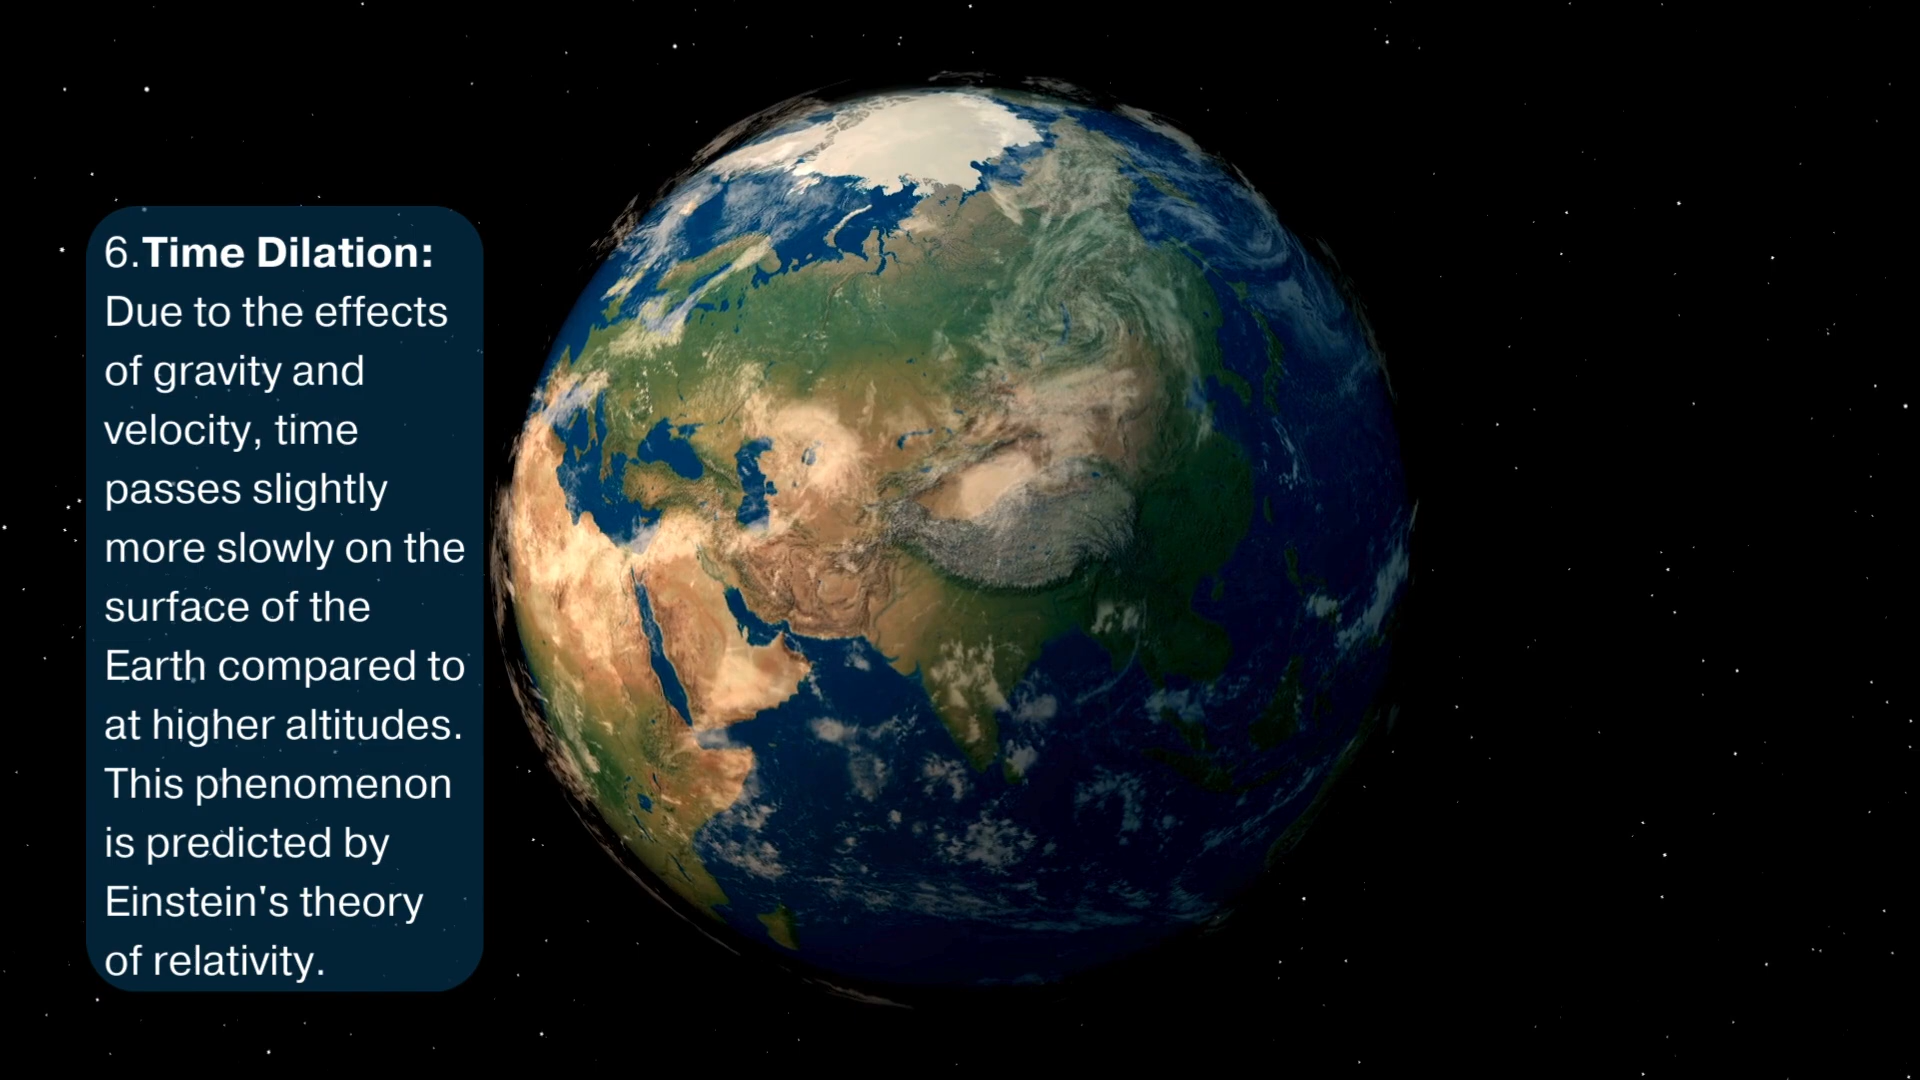 6.Time Dilation:
Due to the effects
of gravity and
velocity, time
passes slightly
more slowly on the
surface of the
Earth compared to
at higher altitudes.
This phenomenon
is predicted by
Einstein's theory
of relativity.